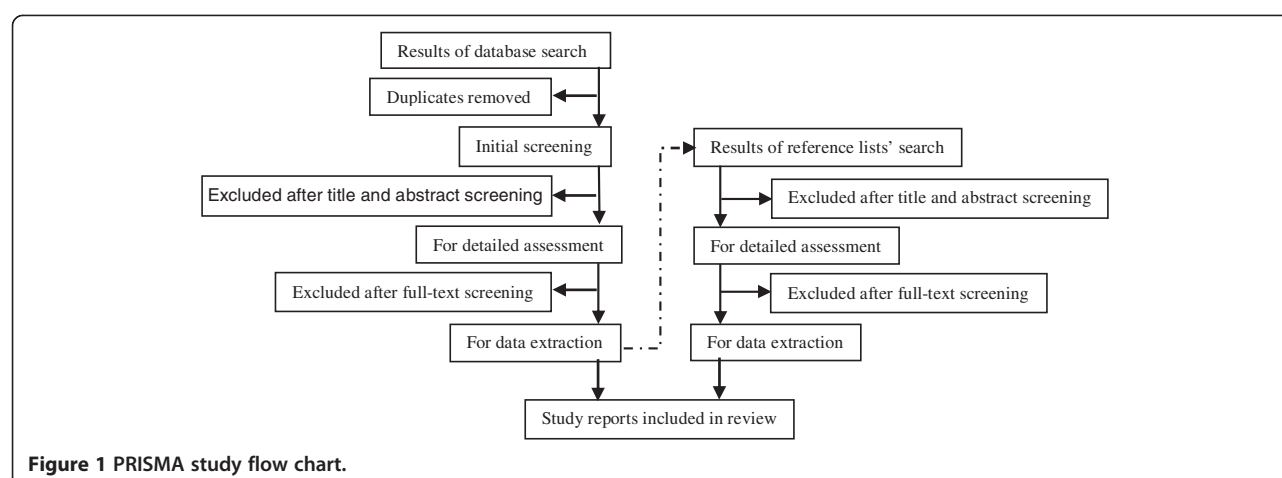 Results of database search
Duplicates removed
Initial screening
Excluded after title and abstract screening
For detailed assessment
Excluded after full-text screening
For data extraction
Results of reference lists' search
Excluded after title and abstract screening
For detailed assessment
Excluded after full-text screening
For data extraction
Study reports included in review
Figure 1 PRISMA study flow chart.